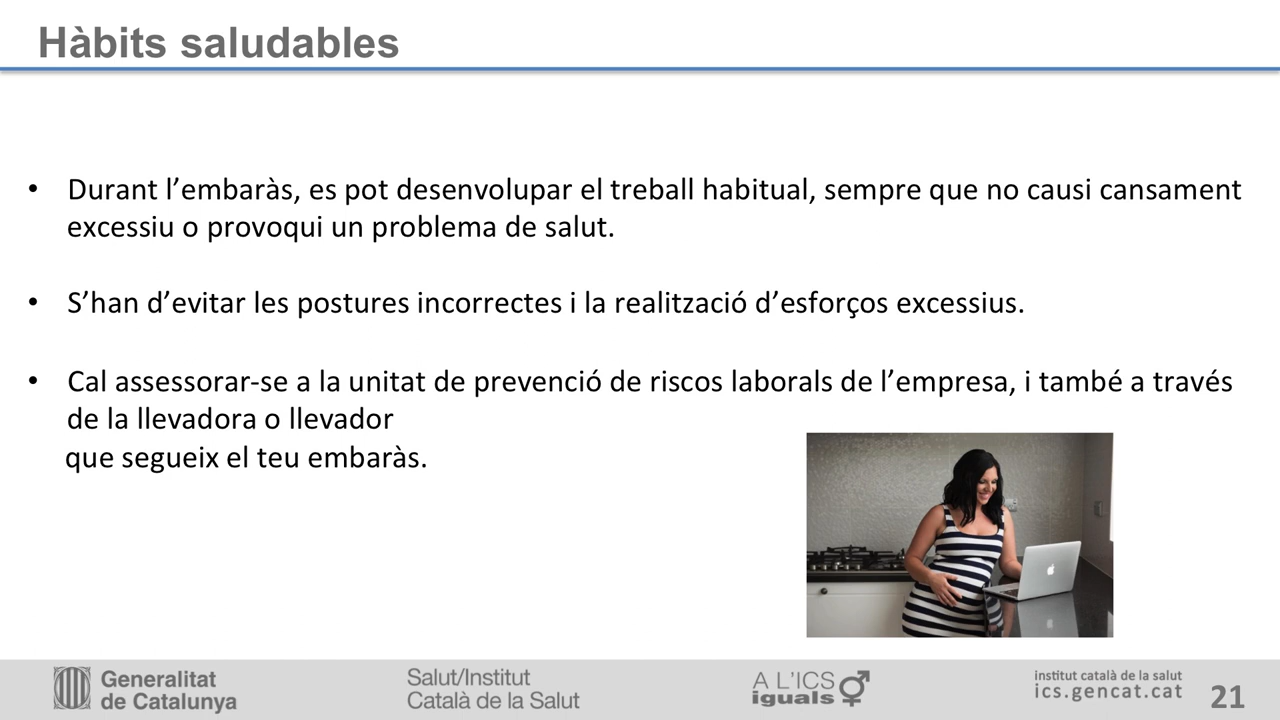 Hàbits saludables
• Durant l’embaràs, es pot desenvolupar el treball habitual, sempre que no causi cansament
excessiu o provoqui un problema de salut.
• S’han d’evitar les postures incorrectes i la realització d’esforços excessius.
• Cal assessorar-se a la unitat de prevenció de riscos laborals de l’empresa, i també a través
de la llevadora o llevador
que segueix el teu embaràs.
Generalitat
de Catalunya
Salut/Institut
Català de la Salut
A L'ICS
iguals
institut català de la salut
ics.gencat.cat
21